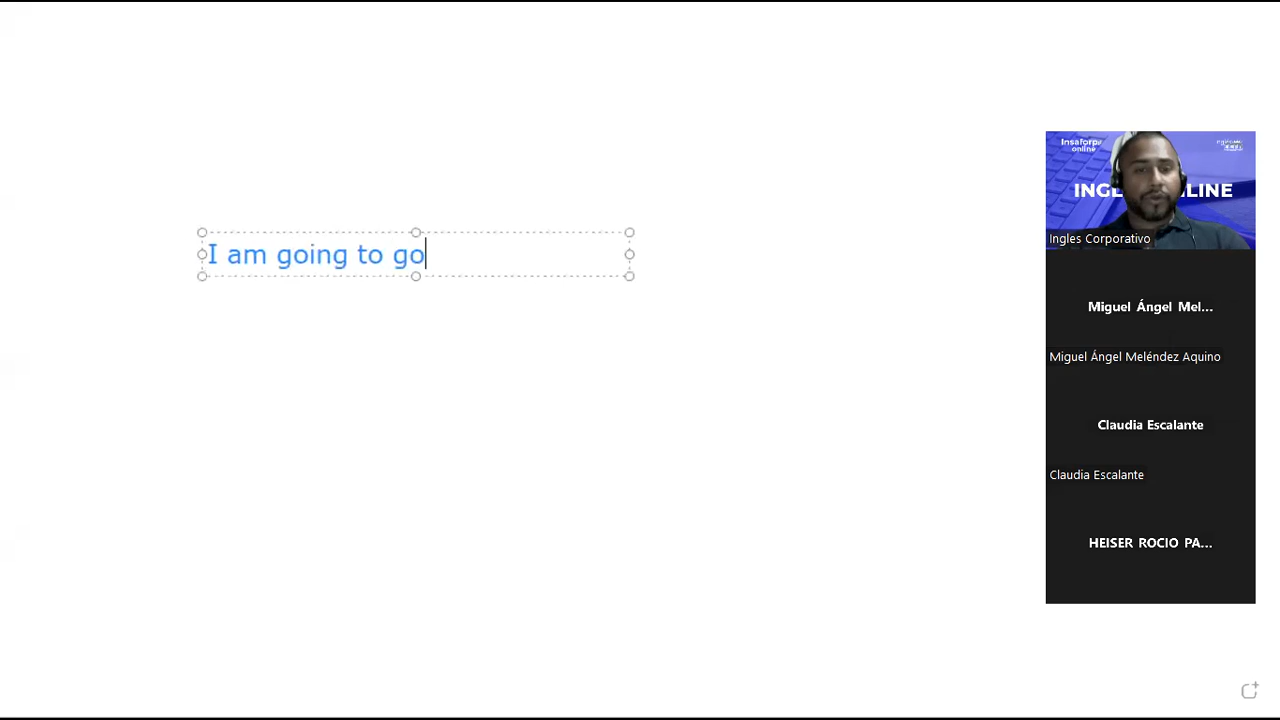 I am going to go
Insaforp
online
INGL LINE
Ingles Corporativo
Miguel Ángel Mel...
Miguel Ángel Meléndez Aquino
Claudia Escalante
Claudia Escalante
HEISER ROCIO PA...